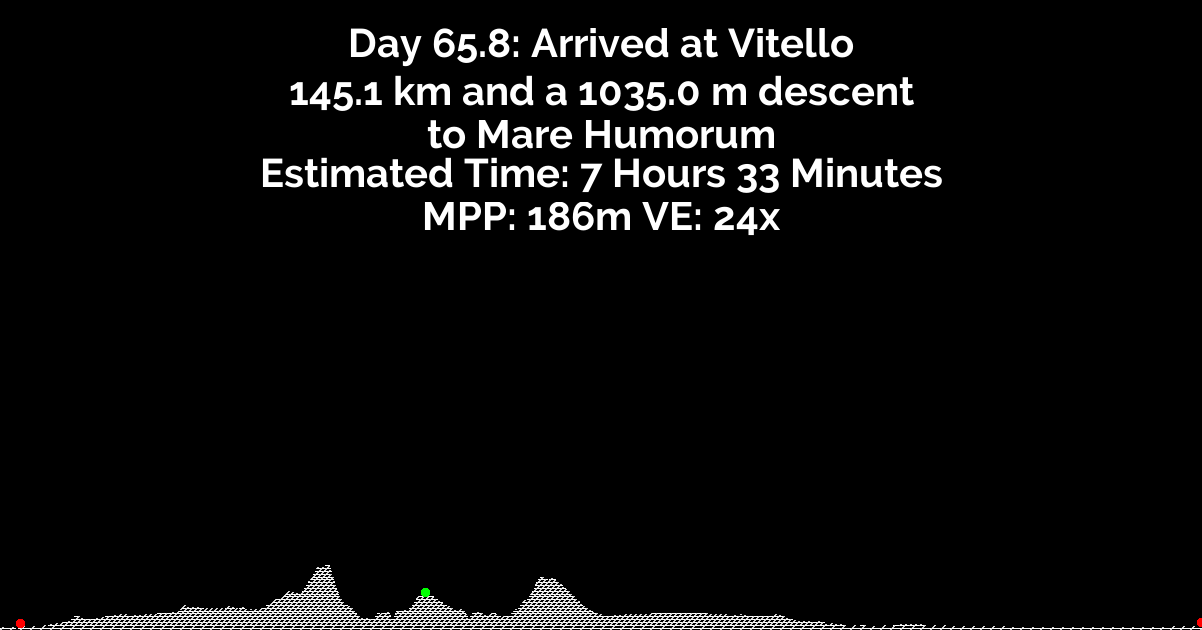 Day 65.8: Arrived at Vitello
145.1 km and a 1035.0 m descent
to Mare Humorum
Estimated Time: 7 Hours 33 Minutes
MPP: 186m VE: 24x